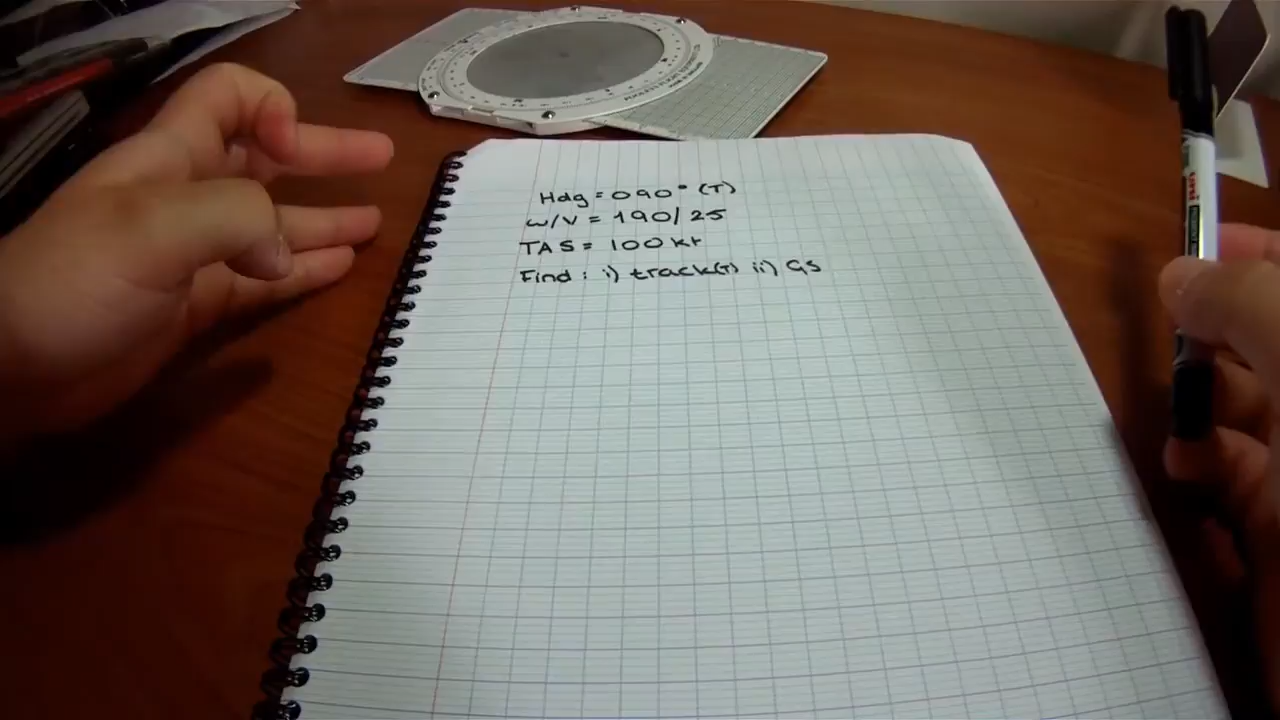 Hdg = 090° (T)
W/V = 190/25
TAS = 100 kt
Find : i) track(T) ii) GS